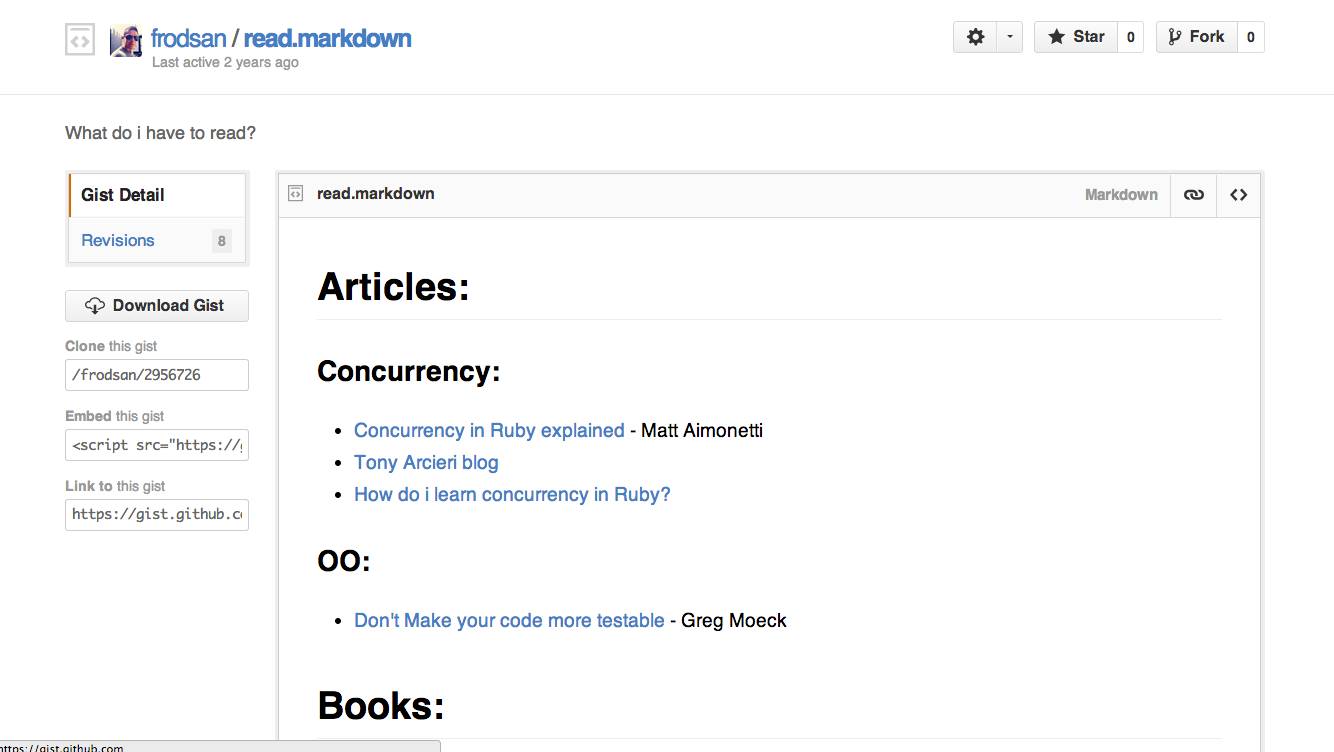 frodsan / read.markdown
Last active 2 years ago
Star 0
Fork 0
What do i have to read?
Gist Detail
Revisions 8
Download Gist
Clone this gist
/frodsan/2956726
Embed this gist
<script src="https://g
Link to this gist
https://gist.github.co
read.markdown
Markdown
Articles:
Concurrency:
Concurrency in Ruby explained - Matt Aimonetti
Tony Arcieri blog
How do i learn concurrency in Ruby?
OO:
Don't Make your code more testable - Greg Moeck
Books:
https://gist.github.com